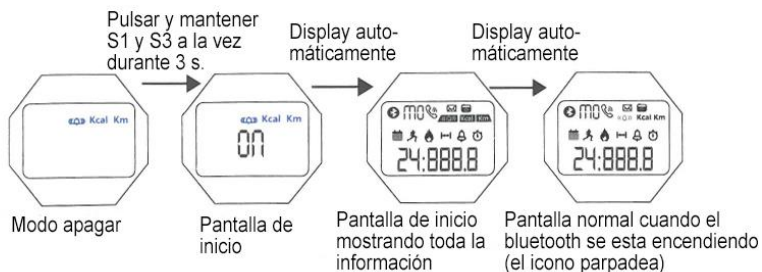 Pulsar y mantener
S1 y S3 a la vez
durante 3 s.
Display auto-
máticamente
Display auto-
máticamente
Kcal Km
Kcal Km
ON
MO
Kcal Km
24:888.8
MO
Kcal Km
24:888.8
Modo apagar
Pantalla de
inicio
Pantalla de inicio
mostrando toda la
información
Pantalla normal cuando el
bluetooth se esta encendiendo
(el icono parpadea)